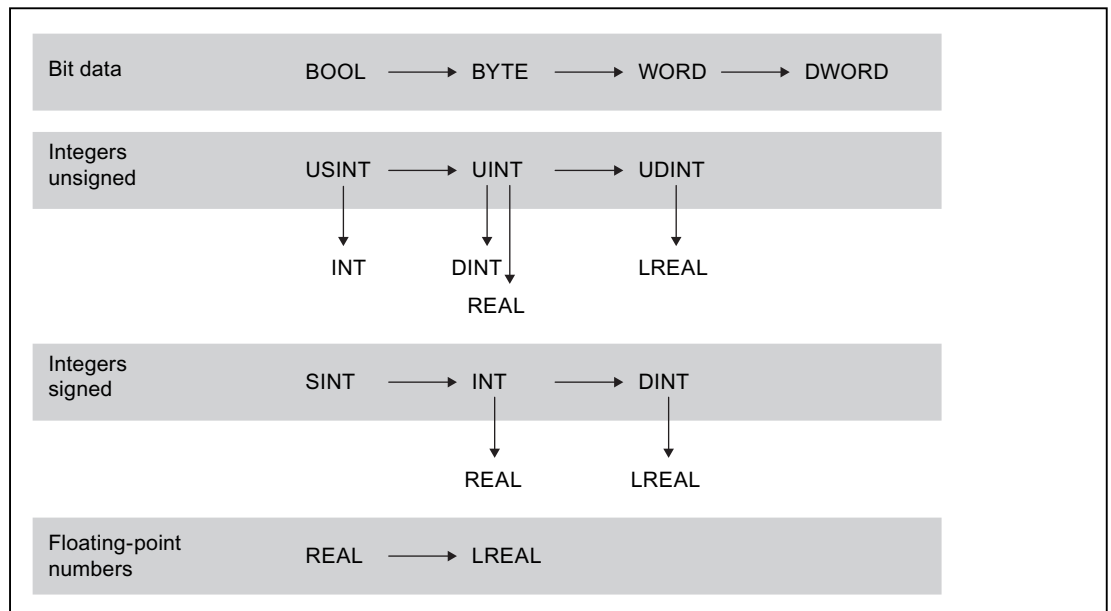 Bit data BOOL BYTE WORD DWORD
Integers
unsigned
USINT UINT UDINT
INT DINT LREAL
REAL
Integers
signed
SINT INT DINT
REAL LREAL
Floating-point
numbers
REAL LREAL